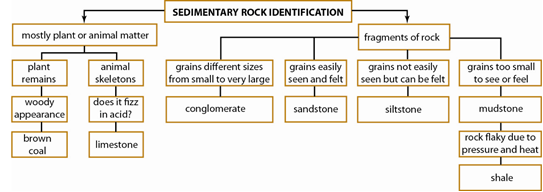 SEDIMENTARY ROCK IDENTIFICATION
mostly plant or animal matter
fragments of rock
plant
remains
animal
skeletons
grains different sizes
from small to very large
grains easily
seen and felt
grains not easily
seen but can be felt
grains too small
to see or feel
woody
appearance
does it fizz
in acid?
conglomerate
sandstone
siltstone
mudstone
brown
coal
limestone
rock flaky due to
pressure and heat
shale